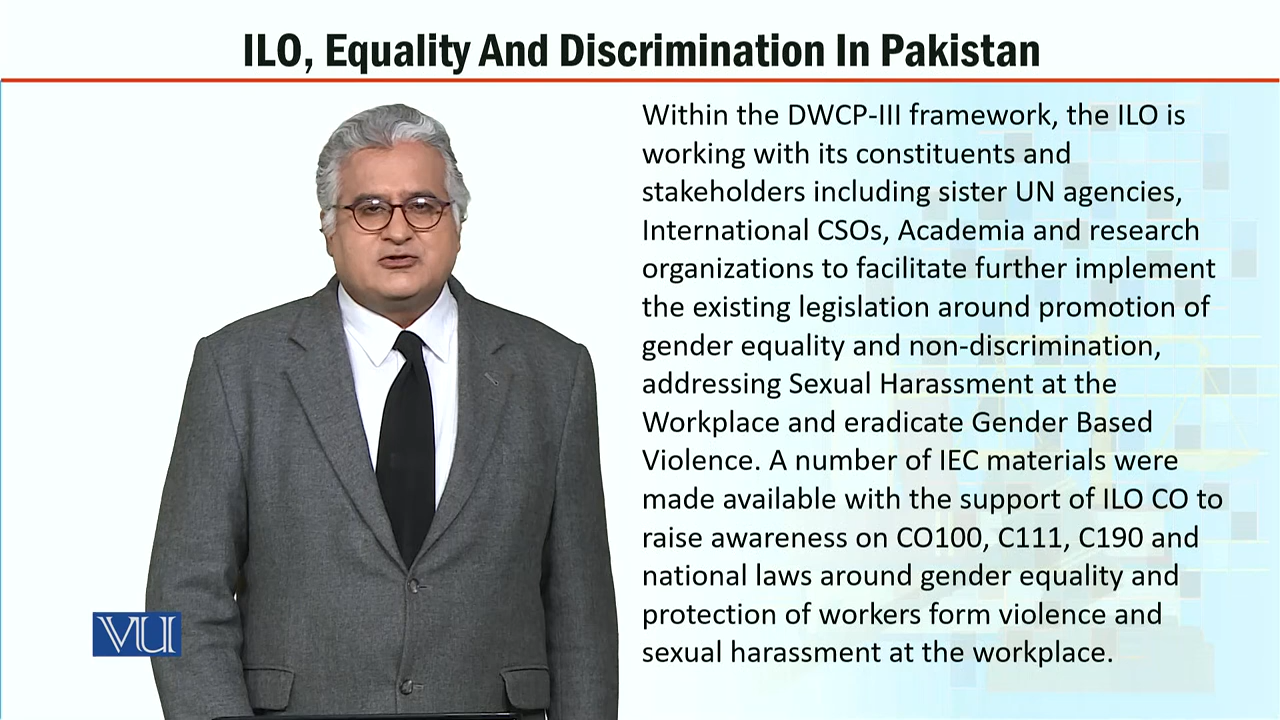 ILO, Equality And Discrimination In Pakistan
Within the DWCP-III framework, the ILO is
working with its constituents and
stakeholders including sister UN agencies,
International CSOs, Academia and research
organizations to facilitate further implement
the existing legislation around promotion of
gender equality and non-discrimination,
addressing Sexual Harassment at the
Workplace and eradicate Gender Based
Violence. A number of IEC materials were
made available with the support of ILO CO to
raise awareness on CO100, C111, C190 and
national laws around gender equality and
protection of workers form violence and
sexual harassment at the workplace.
VU